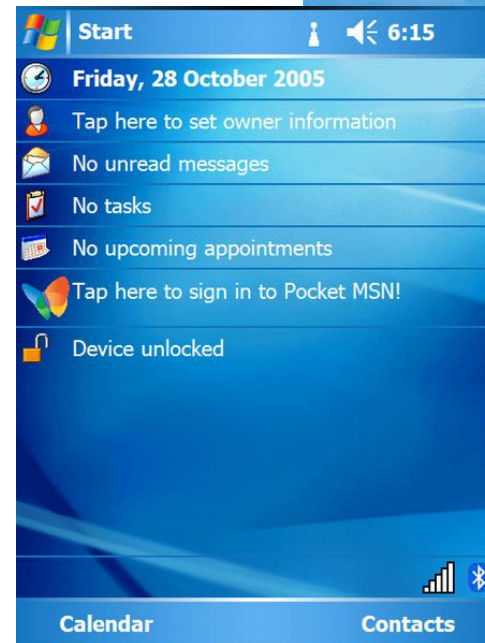 Start 6:15
Friday, 28 October 2005
Tap here to set owner information
No unread messages
No tasks
No upcoming appointments
Tap here to sign in to Pocket MSN!
Device unlocked
Calendar Contacts